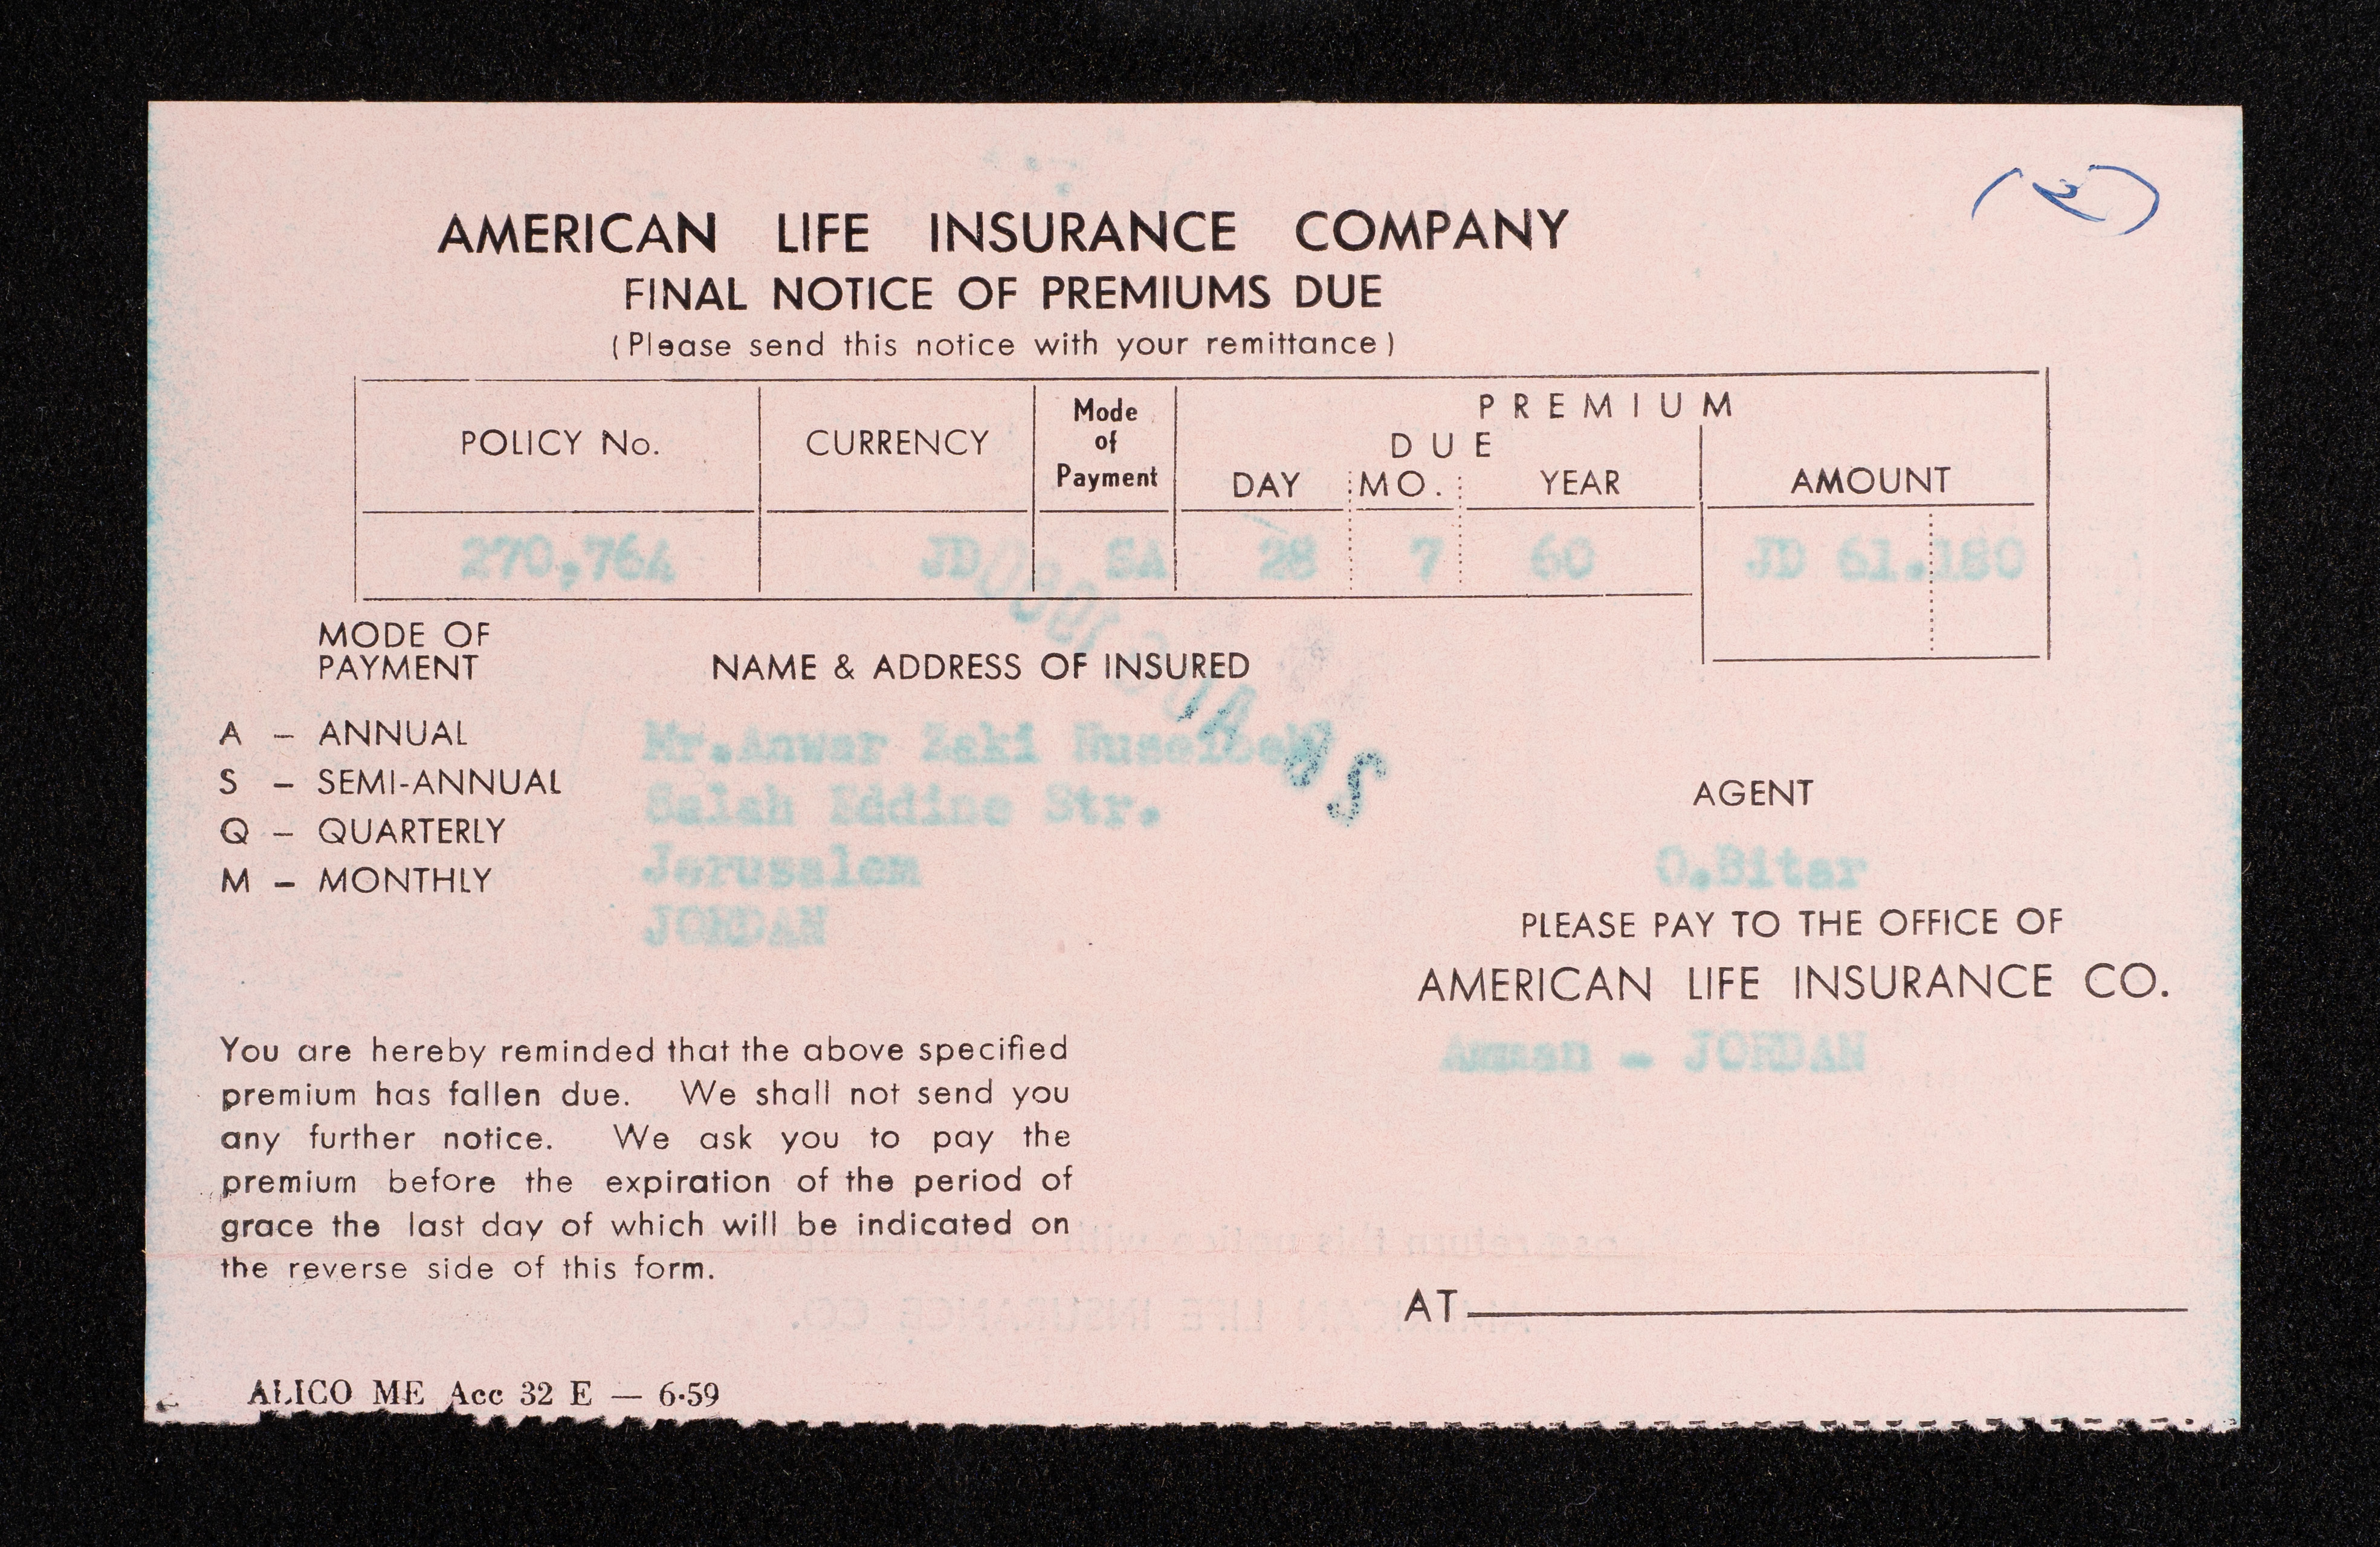 AMERICAN LIFE INSURANCE COMPANY
FINAL NOTICE OF PREMIUMS DUE
(Please send this notice with your remittance)
POLICY No. CURRENCY Mode of Payment PREMIUM
DUE
DAY MO. YEAR AMOUNT
270,764 JD SA 28 7 60 JD 61.180
MODE OF
PAYMENT
NAME & ADDRESS OF INSURED
A - ANNUAL
S - SEMI-ANNUAL
Q - QUARTERLY
M - MONTHLY
Mr.Anwar Zaki Nuseibeh
Salah Eddine Str.
Jerusalem
JORDAN
AGENT
O.Bitar
PLEASE PAY TO THE OFFICE OF
AMERICAN LIFE INSURANCE CO.
Amman - JORDAN
You are hereby reminded that the above specified
premium has fallen due. We shall not send you
any further notice. We ask you to pay the
premium before the expiration of the period of
grace the last day of which will be indicated on
the reverse side of this form.
AT
ALICO ME Acc 32 E — 6·59